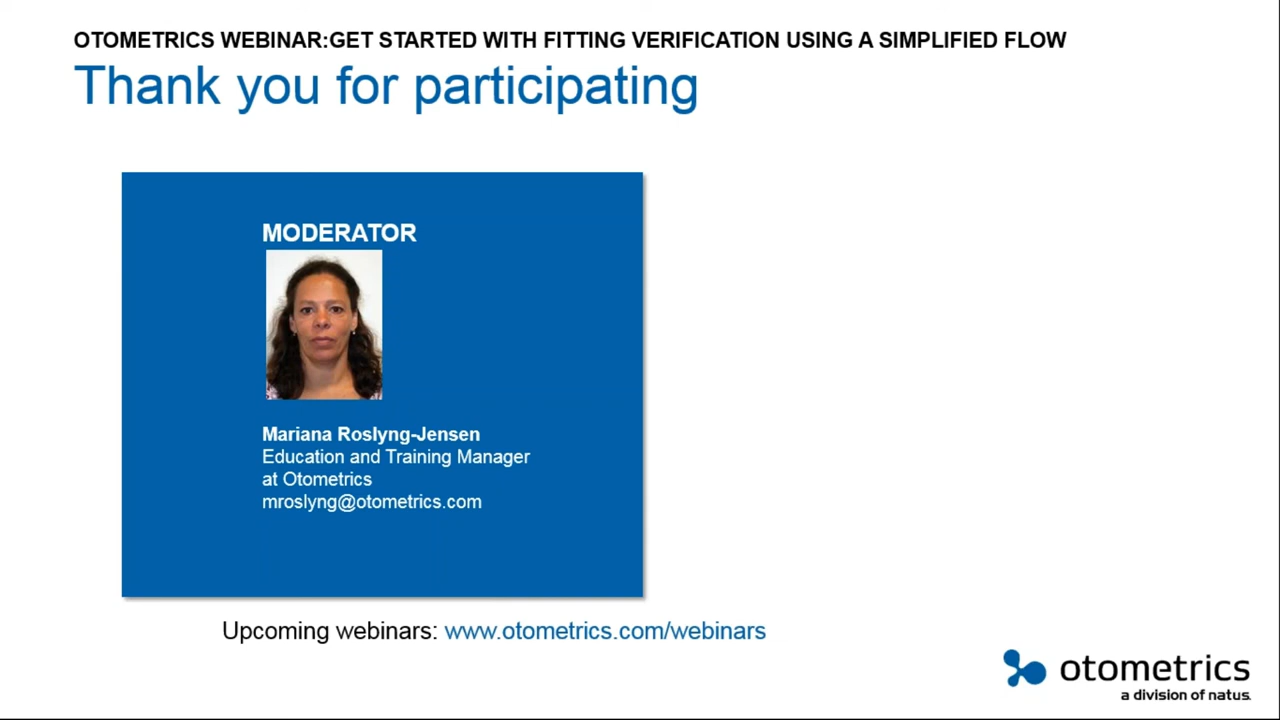 OTOMETRICS WEBINAR:GET STARTED WITH FITTING VERIFICATION USING A SIMPLIFIED FLOW
Thank you for participating
MODERATOR
Mariana Roslyng-Jensen
Education and Training Manager
at Otometrics
mroslyng@otometrics.com
Upcoming webinars: www.otometrics.com/webinars
otometrics
a division of natus.